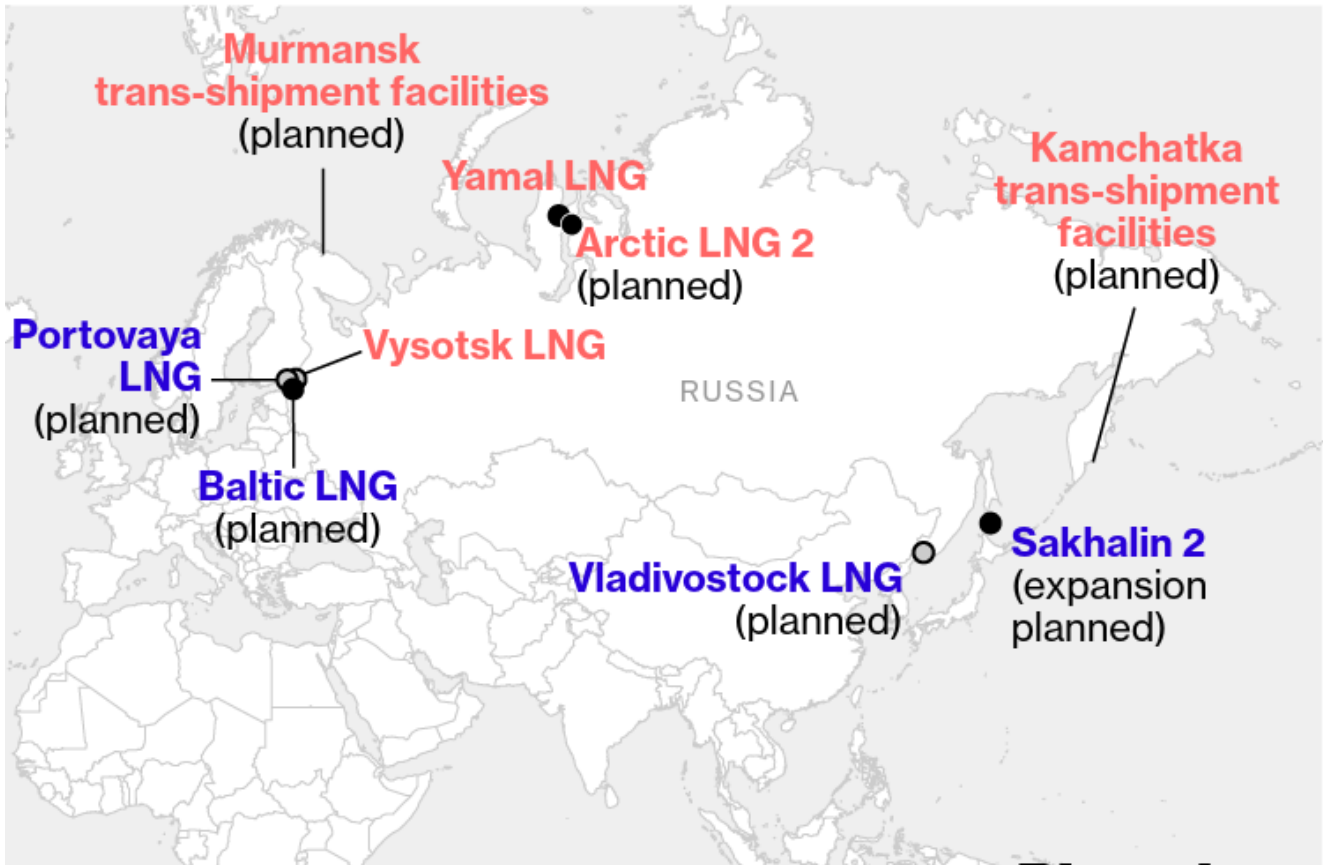 Murmansk
trans-shipment facilities
(planned)
Yamal LNG
Arctic LNG 2
(planned)
Kamchatka
trans-shipment
facilities
(planned)
Portovaya
LNG
(planned)
Vysotsk LNG
RUSSIA
Baltic LNG
(planned)
Vladivostock LNG
(planned)
Sakhalin 2
(expansion
planned)